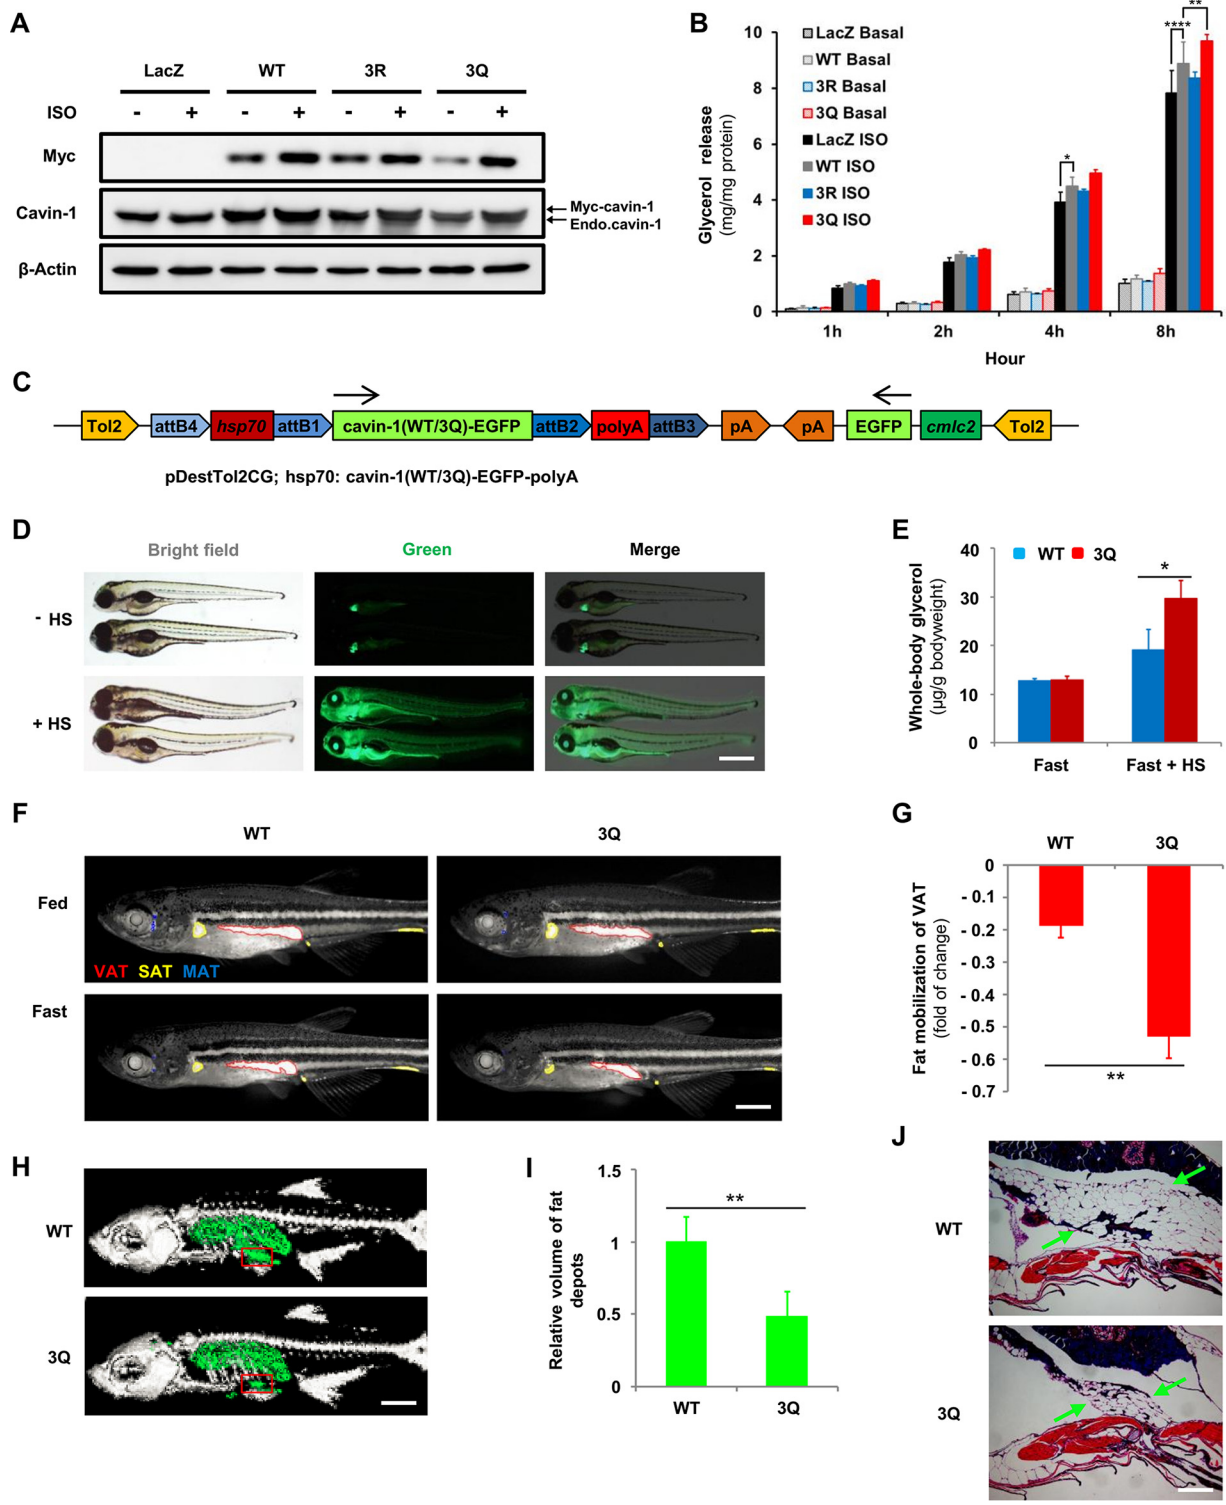 A
LacZ WT 3R 3Q
ISO - + - + - + - +
Myc
Cavin-1
Myc-cavin-1
Endo.cavin-1
β-Actin
B
Glycerol release
(mg/mg protein)
10
8
6
4
2
0
LacZ Basal
WT Basal
3R Basal
3Q Basal
LacZ ISO
WT ISO
3R ISO
3Q ISO
*
****
**
1h 2h 4h 8h
Hour
C
Tol2 attB4 hsp70 attB1 cavin-1(WT/3Q)-EGFP attB2 polyA attB3 pA pA EGFP cmlc2 Tol2
pDestTol2CG; hsp70: cavin-1(WT/3Q)-EGFP-polyA
D
Bright field Green Merge
- HS
+ HS
E
Whole-body glycerol
(µg/g bodyweight)
40
30
20
10
0
WT 3Q
*
Fast Fast + HS
F
WT 3Q
Fed
VAT SAT MAT
Fast
G
WT 3Q
Fat mobilization of VAT
(fold of change)
0
- 0.1
- 0.2
- 0.3
- 0.4
- 0.5
- 0.6
- 0.7
**
H
WT
3Q
I
Relative volume of fat
depots
1.5
1
0.5
0
**
WT 3Q
J
WT
3Q